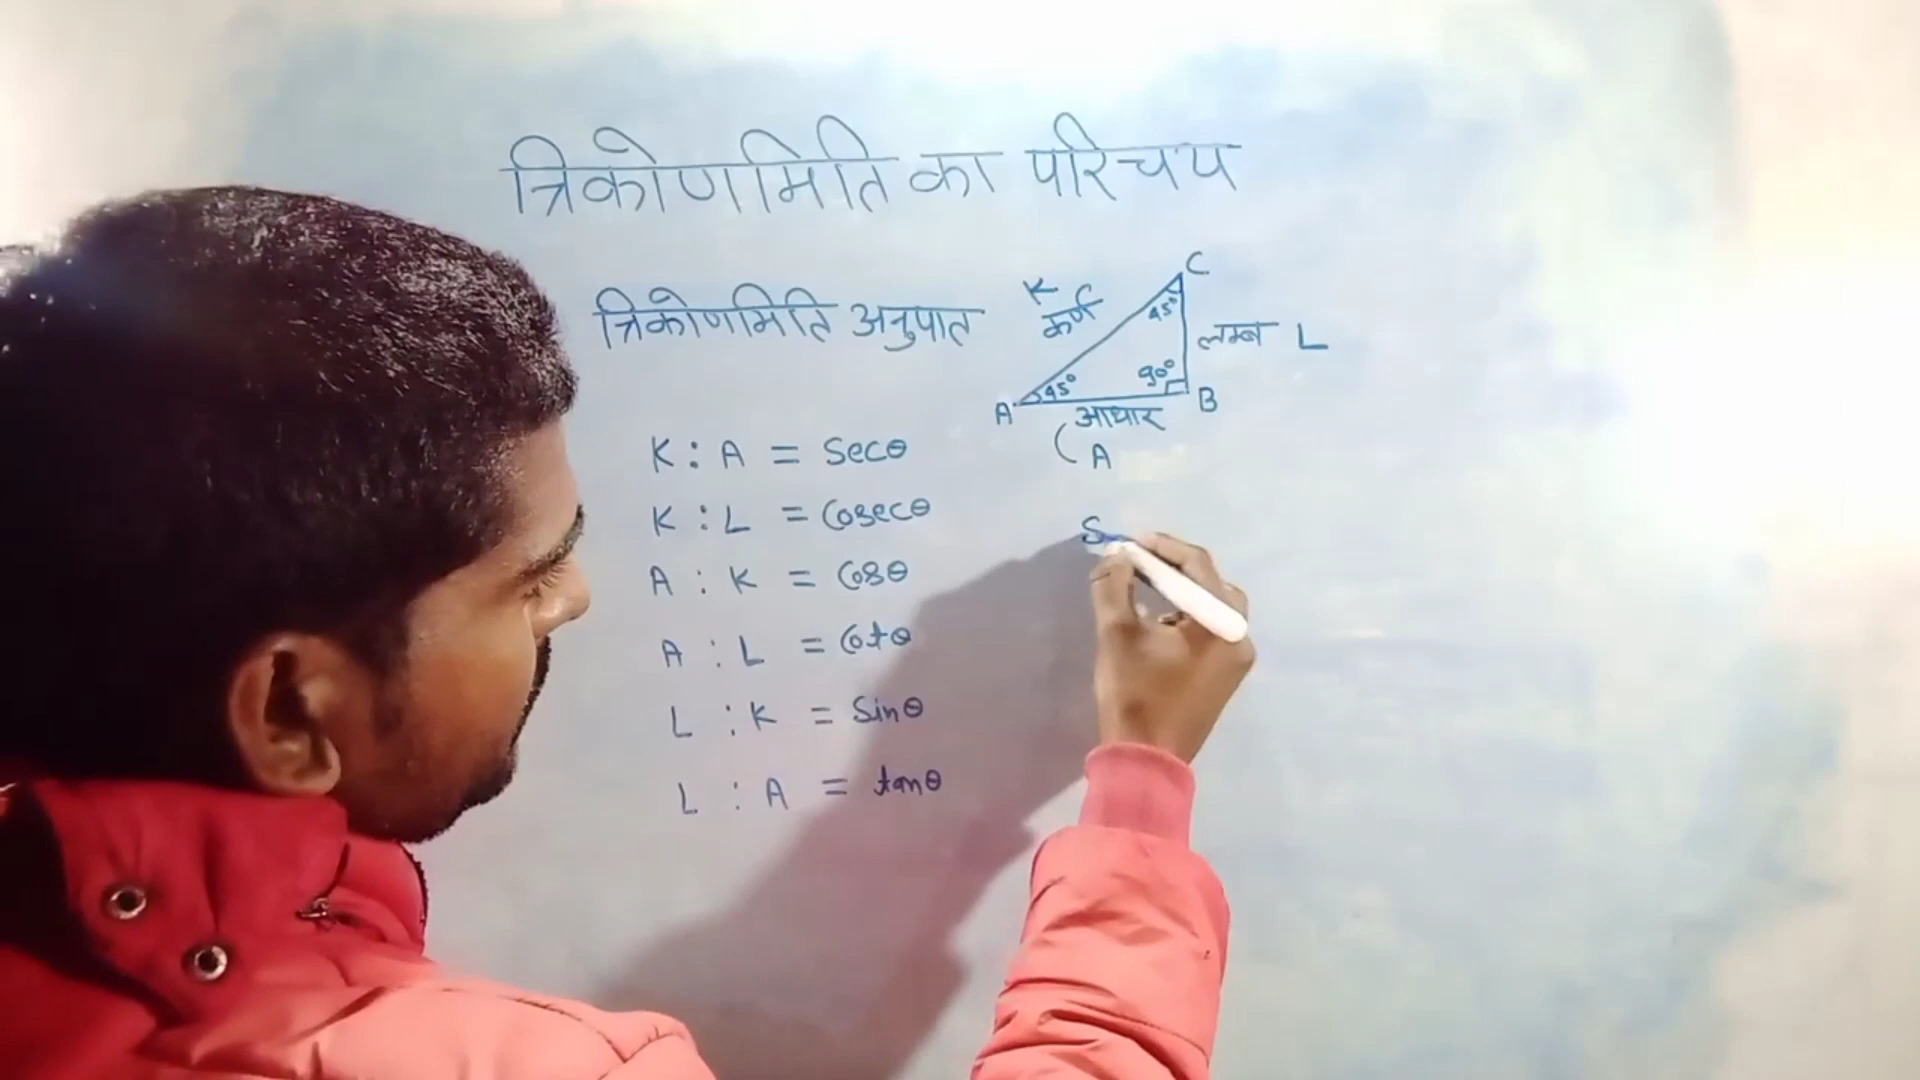 त्रिकोणमिति का परिचय
त्रिकोणमिति अनुपात
K
कर्ण
C
45°
लम्ब L
A 45° 90° B
आधार
( A
K : A = Secθ
K : L = Cosecθ
A : K = Cosθ
A : L = Cotθ
L : K = Sinθ
L : A = tanθ
S